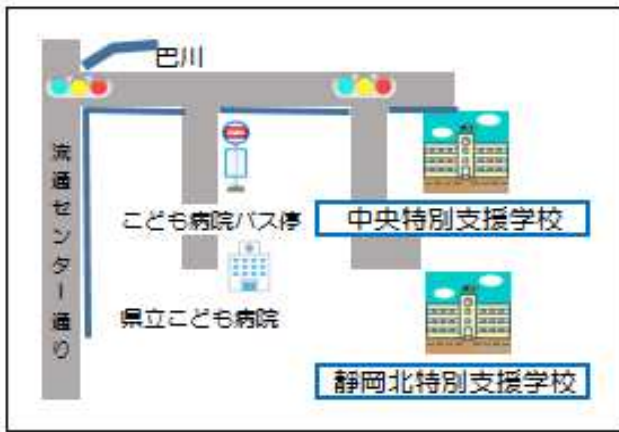 巴川
流通センター通り
こども病院バス停
中央特別支援学校
県立こども病院
靜岡北特別支援学校